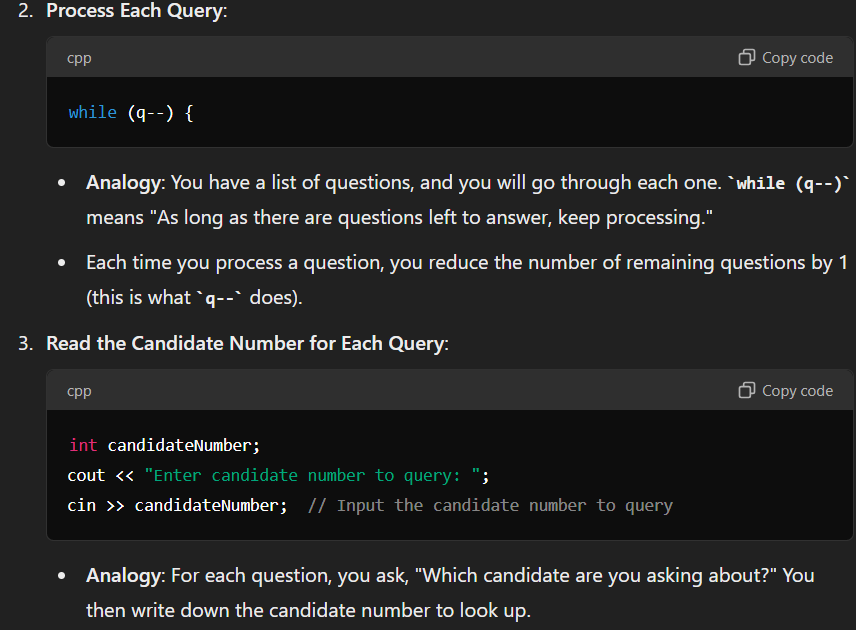 2. Process Each Query:
cpp
Copy code
while (q--) {
• Analogy: You have a list of questions, and you will go through each one. `while (q--)`
means "As long as there are questions left to answer, keep processing."
• Each time you process a question, you reduce the number of remaining questions by 1
(this is what `q--` does).
3. Read the Candidate Number for Each Query:
cpp
Copy code
int candidateNumber;
cout << "Enter candidate number to query: ";
cin >> candidateNumber;  // Input the candidate number to query
• Analogy: For each question, you ask, "Which candidate are you asking about?" You
then write down the candidate number to look up.